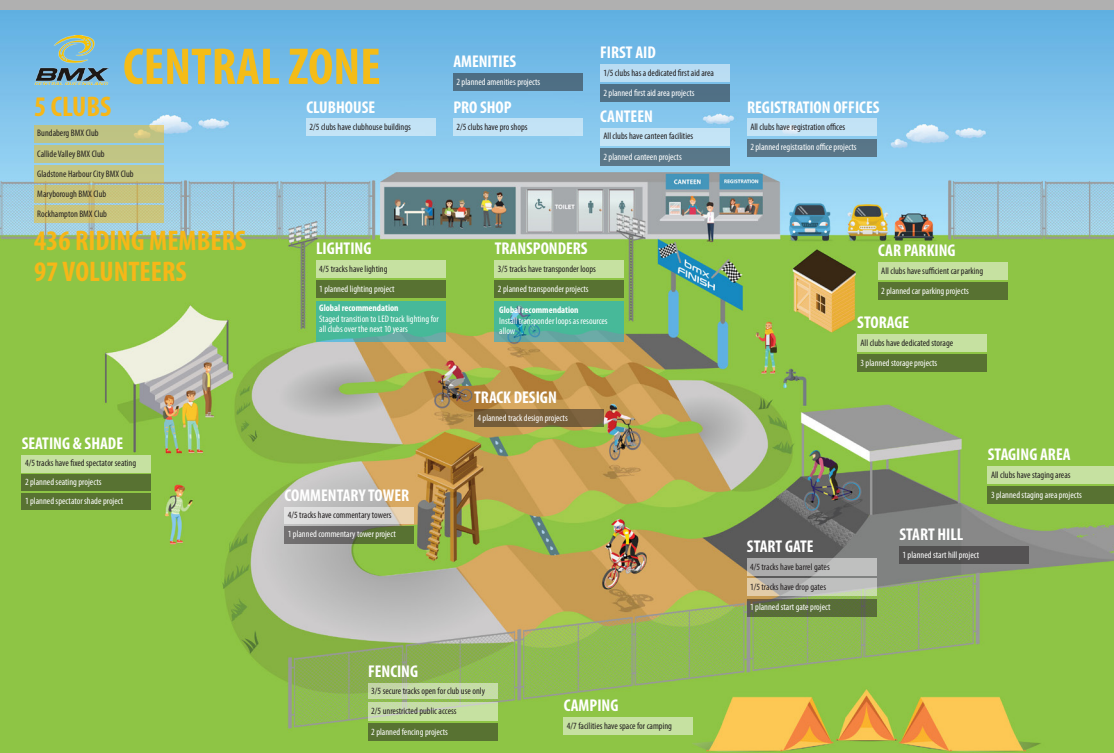 BMX
CENTRAL ZONE
5 CLUBS
Bundaberg BMX Club
Callide Valley BMX Club
Gladstone Harbour City BMX Club
Maryborough BMX Club
Rockhampton BMX Club
436 RIDING MEMBERS
97 VOLUNTEERS
AMENITIES
2 planned amenities projects
FIRST AID
1/5 clubs has a dedicated first aid area
2 planned first aid area projects
CLUBHOUSE
2/5 clubs have clubhouse buildings
PRO SHOP
2/5 clubs have pro shops
CANTEEN
All clubs have canteen facilities
2 planned canteen projects
REGISTRATION OFFICES
All clubs have registration offices
2 planned registration office projects
CANTEEN
REGISTRATION
TOILET
LIGHTING
4/5 tracks have lighting
1 planned lighting project
Global recommendation
Staged transition to LED track lighting for
all clubs over the next 10 years
TRANSPONDERS
3/5 tracks have transponder loops
2 planned transponder projects
Global recommendation
Install transponder loops as resources
allow.
bmx
FINISH
CAR PARKING
All clubs have sufficient car parking
2 planned car parking projects
STORAGE
All clubs have dedicated storage
3 planned storage projects
TRACK DESIGN
4 planned track design projects
SEATING & SHADE
4/5 tracks have fixed spectator seating
2 planned seating projects
1 planned spectator shade project
COMMENTARY TOWER
4/5 tracks have commentary towers
1 planned commentary tower project
STAGING AREA
All clubs have staging areas
3 planned staging area projects
START HILL
1 planned start hill project
START GATE
4/5 tracks have barrel gates
1/5 tracks have drop gates
1 planned start gate project
FENCING
3/5 secure tracks open for club use only
2/5 unrestricted public access
2 planned fencing projects
CAMPING
4/7 facilities have space for camping